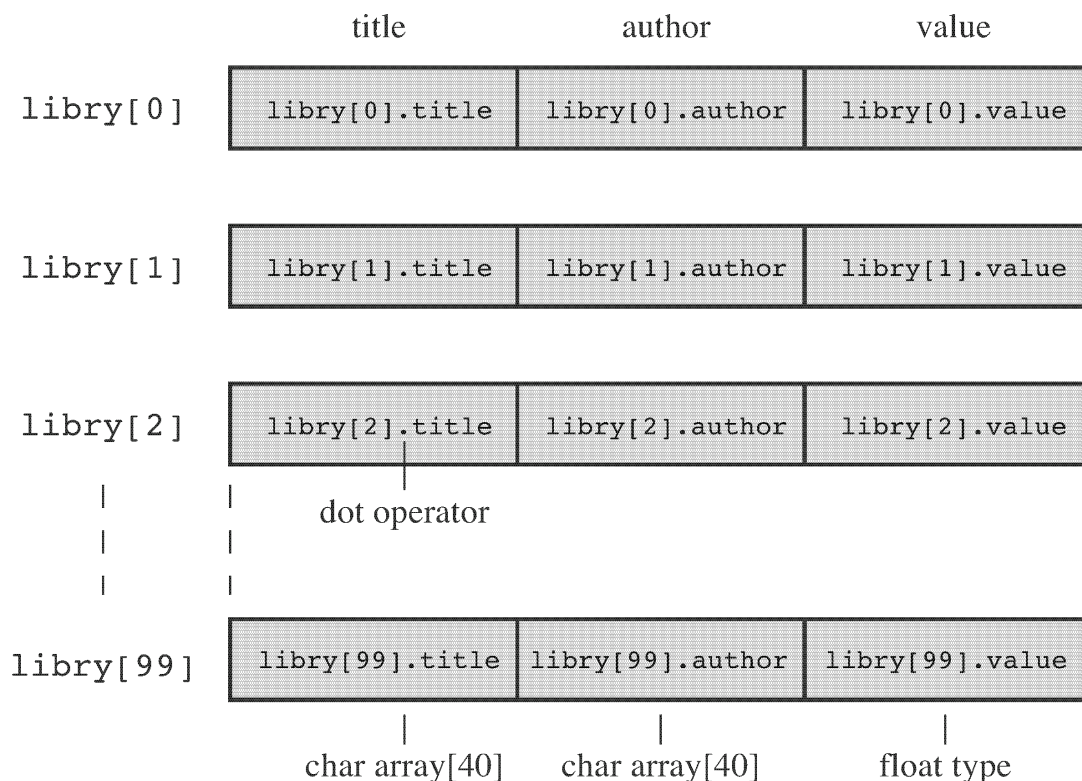 title author value
libry[0] libry[0].title libry[0].author libry[0].value
libry[1] libry[1].title libry[1].author libry[1].value
libry[2] libry[2].title libry[2].author libry[2].value
dot operator
libry[99] libry[99].title libry[99].author libry[99].value
char array[40] char array[40] float type